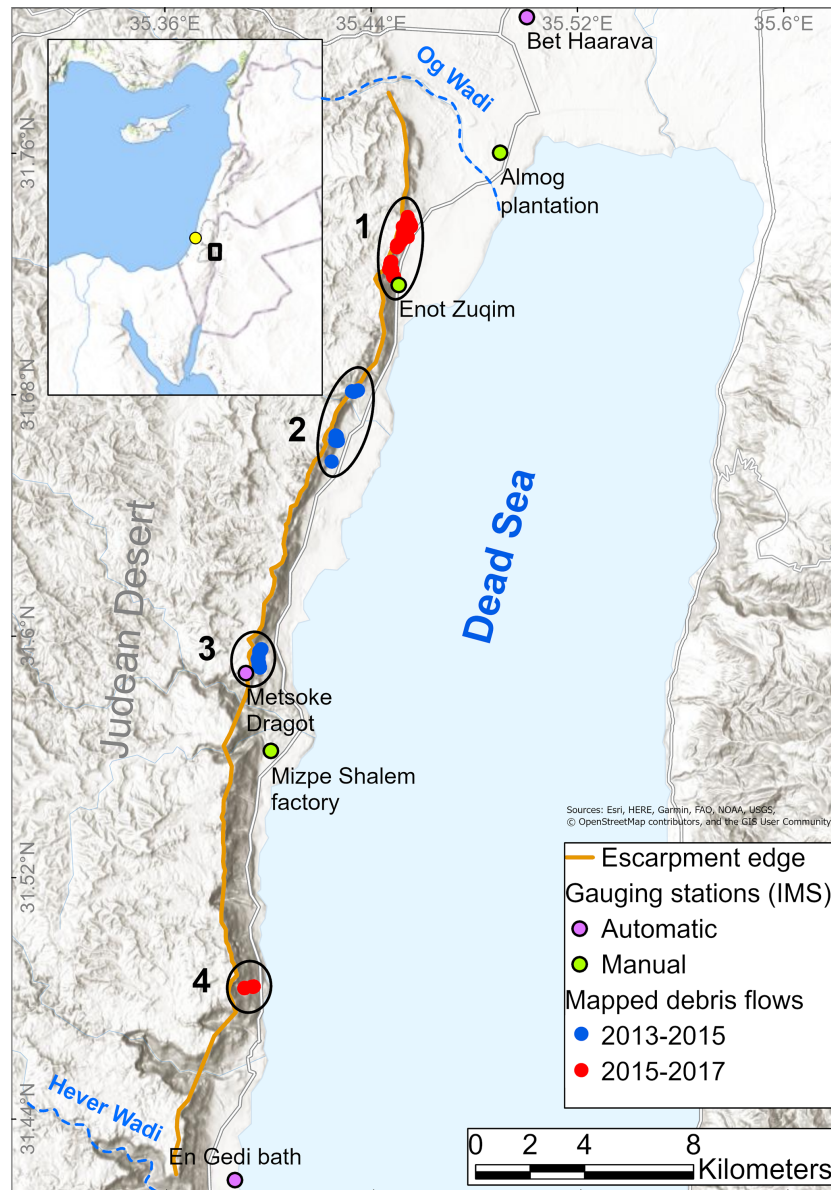 35.36°E
35.44°E
35.52°E
35.6°E
Bet Haarava
Og Wadi
31.76°N
Almog
plantation
1
Enot Zuqim
31.68°N
2
Dead Sea
Judean Desert
31.6°N
3
Metsoke
Dragot
Mizpe Shalem
factory
Sources: Esri, HERE, Garmin, FAO, NOAA, USGS,
© OpenStreetMap contributors, and the GIS User Community
31.52°N
Escarpment edge
Gauging stations (IMS)
Automatic
Manual
Mapped debris flows
2013-2015
2015-2017
4
31.44°N
Hever Wadi
En Gedi bath
0 2 4 8
Kilometers